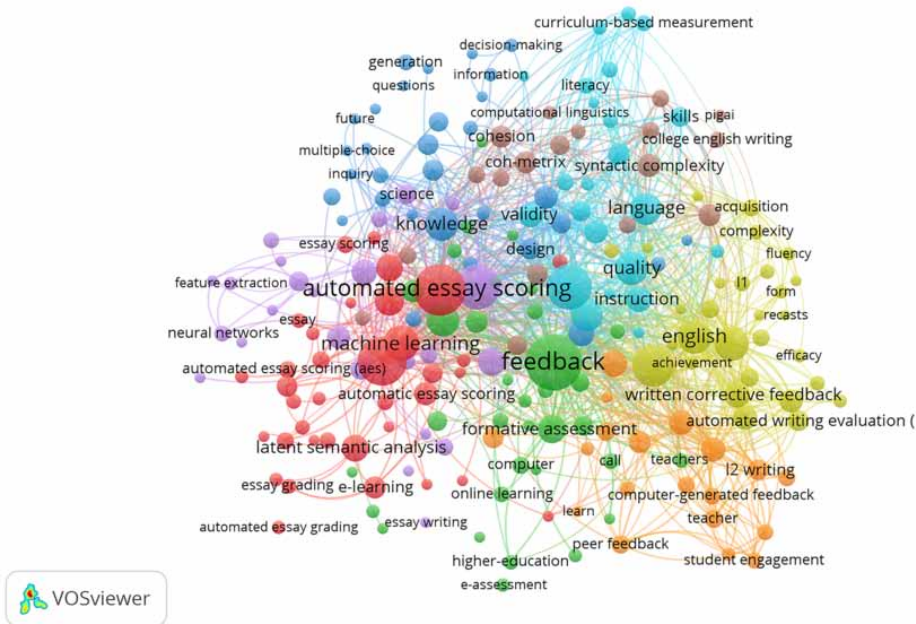 curriculum-based measurement
decision-making
generation
information
questions
literacy
computational linguistics
future
skills pigai
cohesion
college english writing
multiple-choice
coh-metrix
syntactic complexity
inquiry
science
language
acquisition
knowledge
validity
complexity
essay scoring
design
fluency
quality
feature extraction
automated essay scoring
l1
form
instruction
essay
recasts
neural networks
machine learning
english
feedback
achievement
efficacy
automated essay scoring (aes)
automatic essay scoring
written corrective feedback
automated writing evaluation (
formative assessment
latent semantic analysis
computer
call
teachers
l2 writing
essay grading
e-learning
online learning
computer-generated feedback
learn
teacher
automated essay grading
essay writing
peer feedback
higher-education
student engagement
e-assessment
VOSviewer